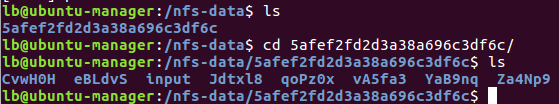 lb@ubuntu-manager:/nfs-data$ ls
5afef2fd2d3a38a696c3df6c
lb@ubuntu-manager:/nfs-data$ cd 5afef2fd2d3a38a696c3df6c/
lb@ubuntu-manager:/nfs-data/5afef2fd2d3a38a696c3df6c$ ls
CvwH0H eBLdvS input Jdtxl8 qoPz0x vA5fa3 YaB9nq Za4Np9
lb@ubuntu-manager:/nfs-data/5afef2fd2d3a38a696c3df6c$